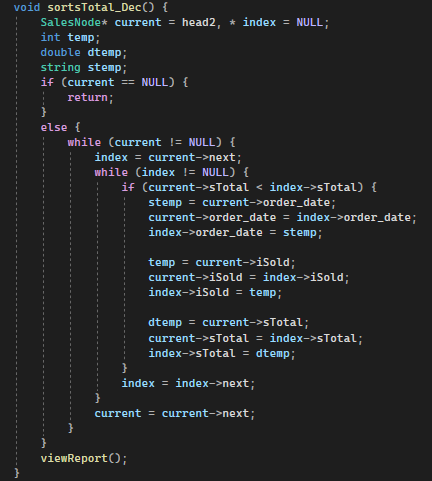 void sortsTotal_Dec() {
    SalesNode* current = head2, * index = NULL;
    int temp;
    double dtemp;
    string stemp;
    if (current == NULL) {
        return;
    }
    else {
        while (current != NULL) {
            index = current->next;
            while (index != NULL) {
                if (current->sTotal < index->sTotal) {
                    stemp = current->order_date;
                    current->order_date = index->order_date;
                    index->order_date = stemp;

                    temp = current->iSold;
                    current->iSold = index->iSold;
                    index->iSold = temp;

                    dtemp = current->sTotal;
                    current->sTotal = index->sTotal;
                    index->sTotal = dtemp;
                }
                index = index->next;
            }
            current = current->next;
        }
    }
    viewReport();
}